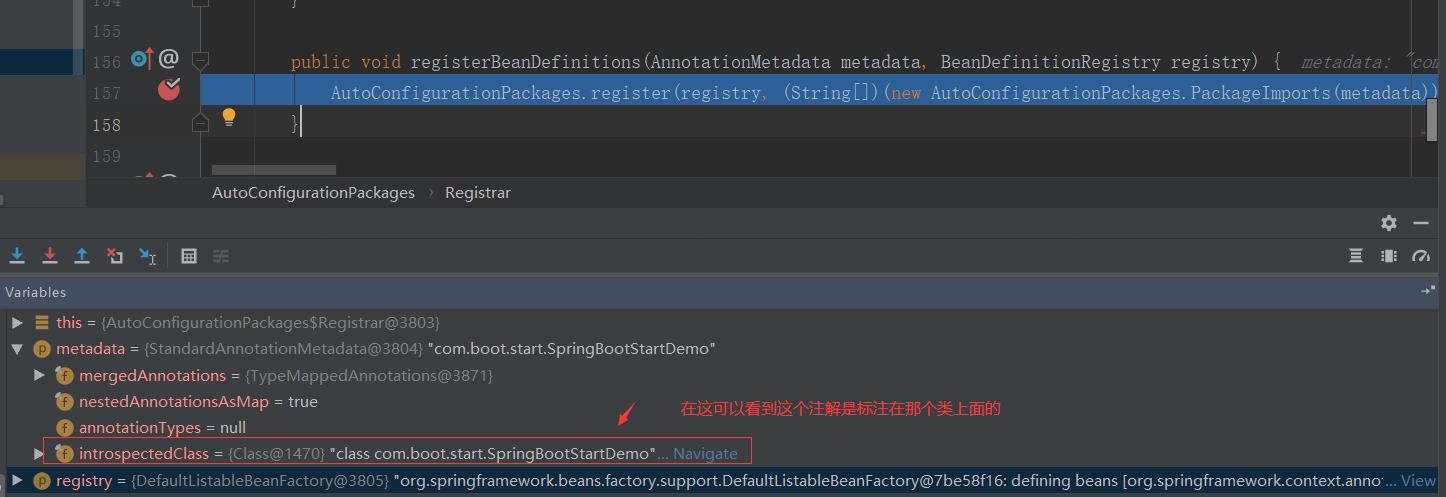 154 }
155
156 @ public void registerBeanDefinitions(AnnotationMetadata metadata, BeanDefinitionRegistry registry) { metadata: "com
157 AutoConfigurationPackages.register(registry, (String[])(new AutoConfigurationPackages.PackageImports(metadata))
158 }
159
AutoConfigurationPackages › Registrar
Variables
this = {AutoConfigurationPackages$Registrar@3803}
p metadata = {StandardAnnotationMetadata@3804} "com.boot.start.SpringBootStartDemo"
f mergedAnnotations = {TypeMappedAnnotations@3871}
f nestedAnnotationsAsMap = true
在这可以看到这个注解是标注在那个类上面的
f annotationTypes = null
f introspectedClass = {Class@1470} "class com.boot.start.SpringBootStartDemo"... Navigate
p registry = {DefaultListableBeanFactory@3805} "org.springframework.beans.factory.support.DefaultListableBeanFactory@7be58f16: defining beans [org.springframework.context.anno... View